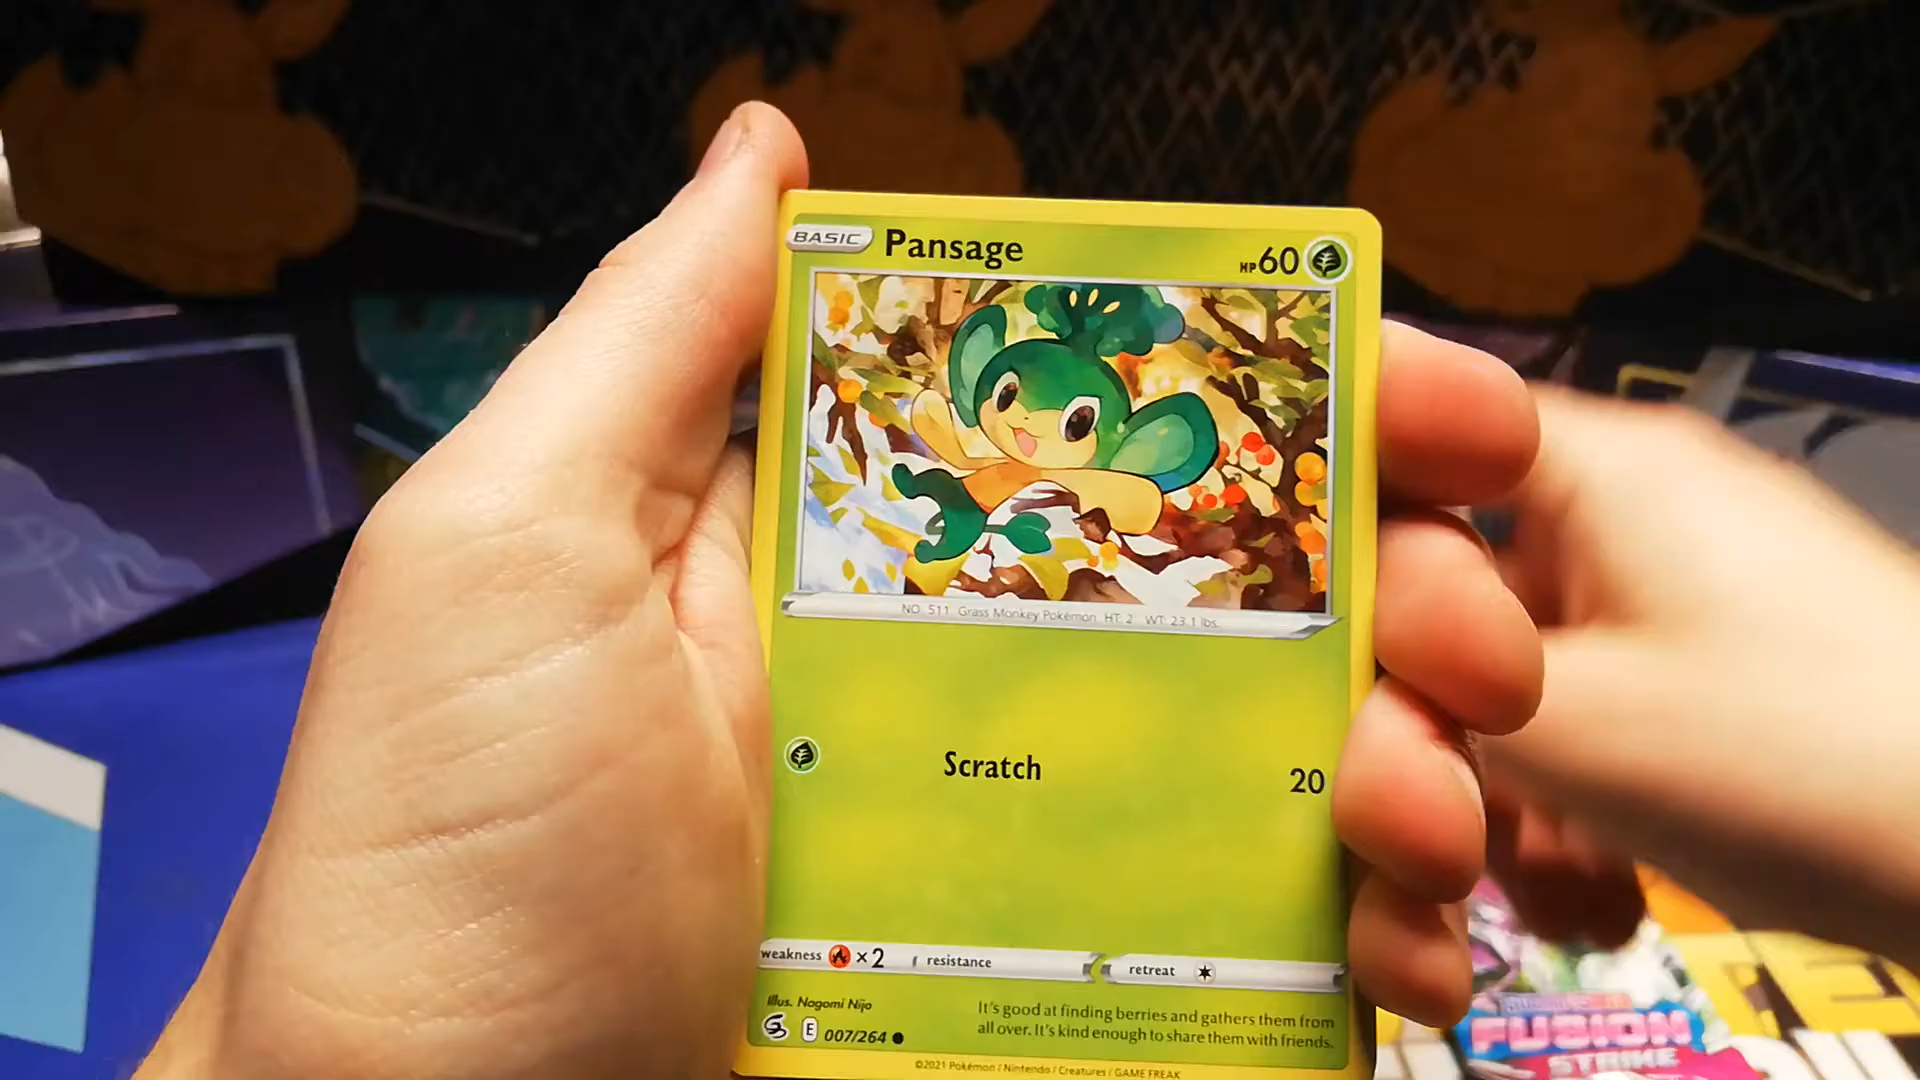 BASIC Pansage HP60
NO. 511 Grass Monkey Pokémon HT: 2 WT: 23.1 lbs.
Scratch 20
weakness ×2 resistance retreat
Illus. Nagomi Nijo
It's good at finding berries and gathers them from
all over. It's kind enough to share them with friends.
E 007/264
©2021 Pokémon / Nintendo / Creatures / GAME FREAK
FUSION
STRIKE